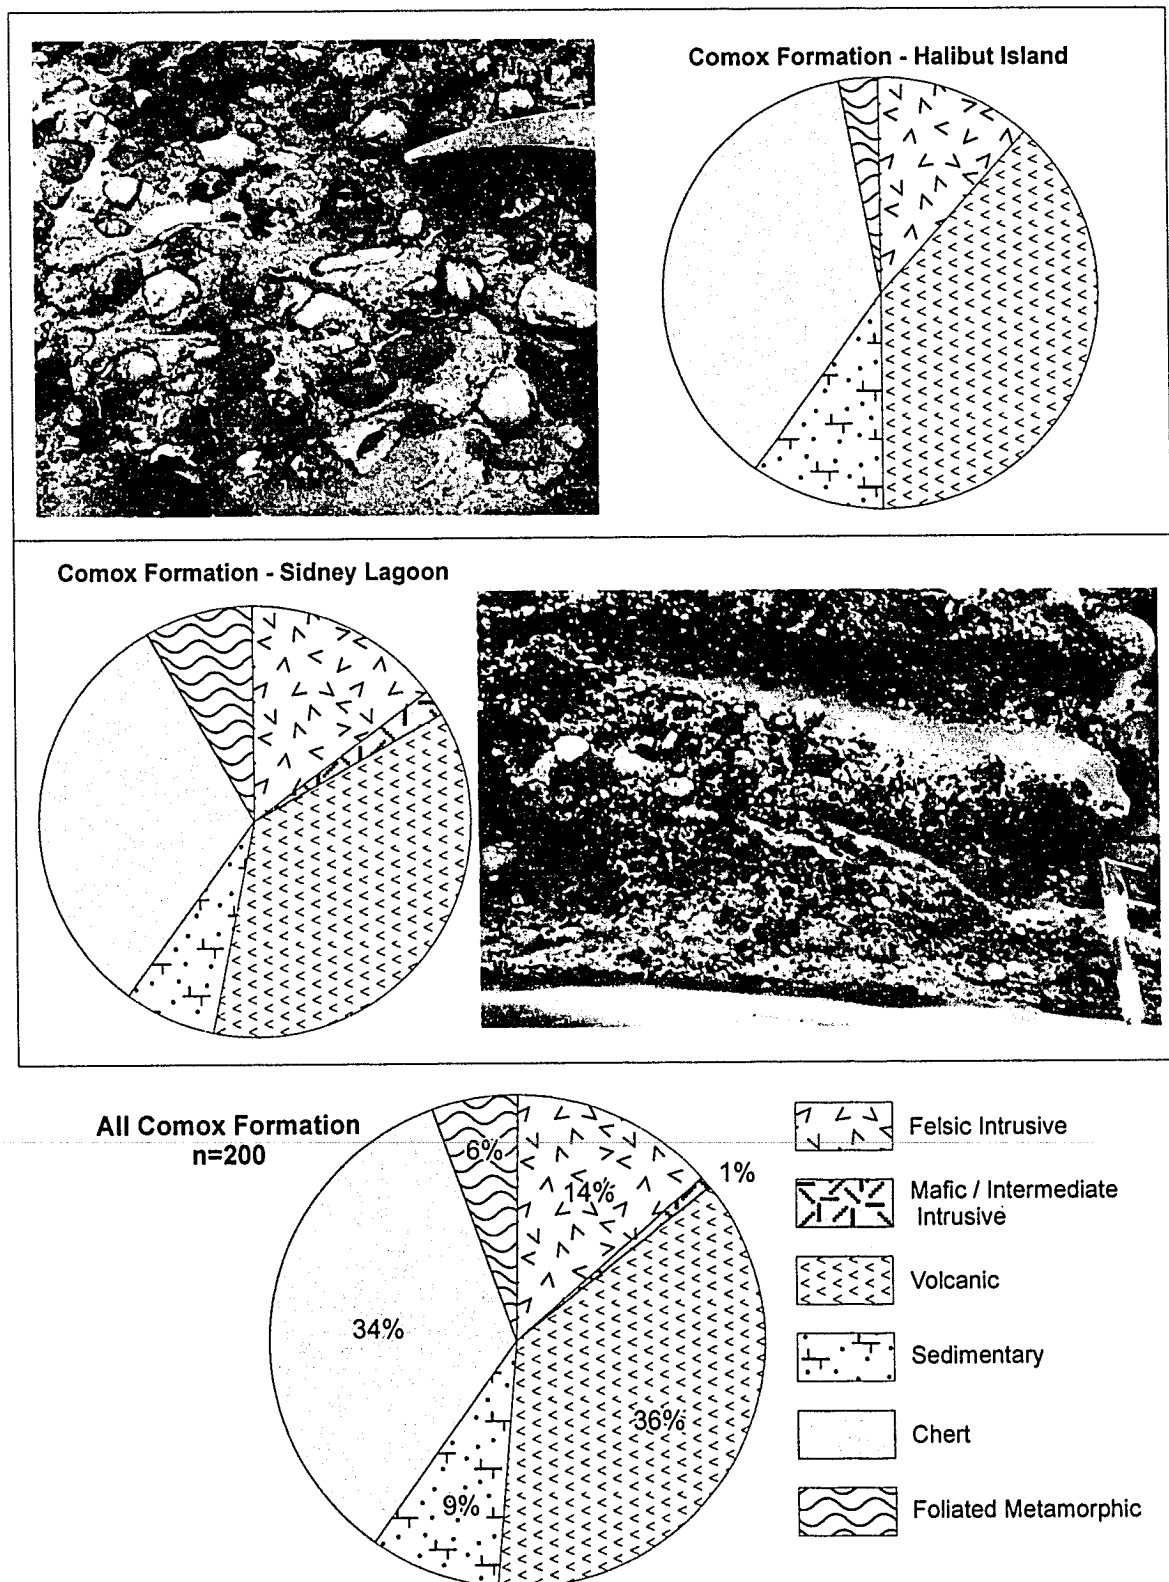 Comox Formation - Halibut Island
Comox Formation - Sidney Lagoon
All Comox Formation
n=200
6%
14%
1%
34%
36%
9%
Felsic Intrusive
Mafic / Intermediate
Intrusive
Volcanic
Sedimentary
Chert
Foliated Metamorphic